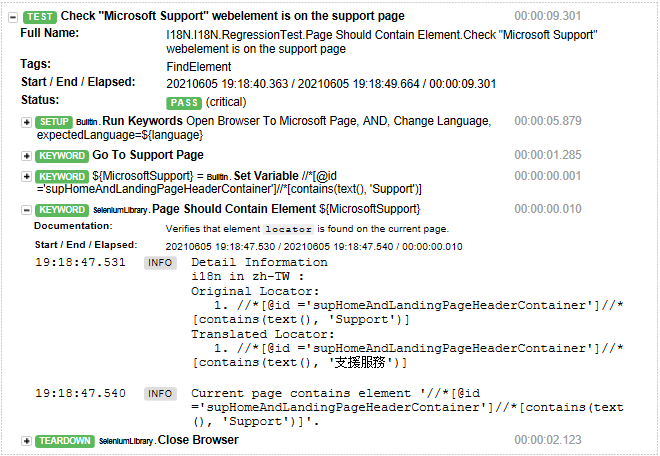 TEST Check "Microsoft Support" webelement is on the support page 00:00:09.301
Full Name: I18N.I18N.RegressionTest.Page Should Contain Element.Check "Microsoft Support"
webelement is on the support page
Tags: FindElement
Start / End / Elapsed: 20210605 19:18:40.363 / 20210605 19:18:49.664 / 00:00:09.301
Status: PASS (critical)
SETUP BuiltIn.Run Keywords Open Browser To Microsoft Page, AND, Change Language, 00:00:05.879
expectedLanguage=${language}
KEYWORD Go To Support Page 00:00:01.285
KEYWORD ${MicrosoftSupport} = BuiltIn.Set Variable //*[@id 00:00:00.001
='supHomeAndLandingPageHeaderContainer']//*[contains(text(), 'Support')]
KEYWORD SeleniumLibrary.Page Should Contain Element ${MicrosoftSupport} 00:00:00.010
Documentation: Verifies that element locator is found on the current page.
Start / End / Elapsed: 20210605 19:18:47.530 / 20210605 19:18:47.540 / 00:00:00.010
19:18:47.531 INFO Detail Information
i18n in zh-TW :
Original Locator:
1. //*[@id ='supHomeAndLandingPageHeaderContainer']//*
[contains(text(), 'Support')]
Translated Locator:
1. //*[@id ='supHomeAndLandingPageHeaderContainer']//*
[contains(text(), '支援服務')]
19:18:47.540 INFO Current page contains element '//*[@id
='supHomeAndLandingPageHeaderContainer']//*[contains(text
(), 'Support')]'.
TEARDOWN SeleniumLibrary.Close Browser 00:00:02.123